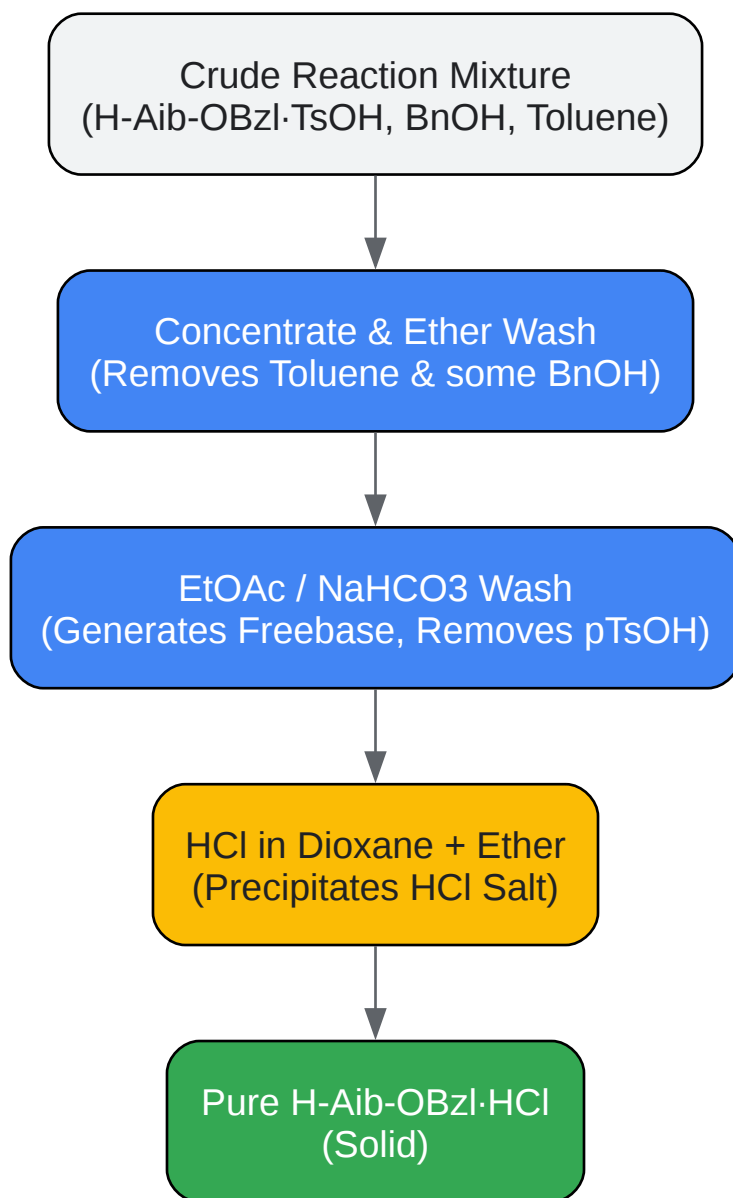 Crude Reaction Mixture
(H-Aib-OBzl·TsOH, BnOH, Toluene)
Concentrate & Ether Wash
(Removes Toluene & some BnOH)
EtOAc / NaHCO3 Wash
(Generates Freebase, Removes pTsOH)
HCl in Dioxane + Ether
(Precipitates HCl Salt)
Pure H-Aib-OBzl·HCl
(Solid)